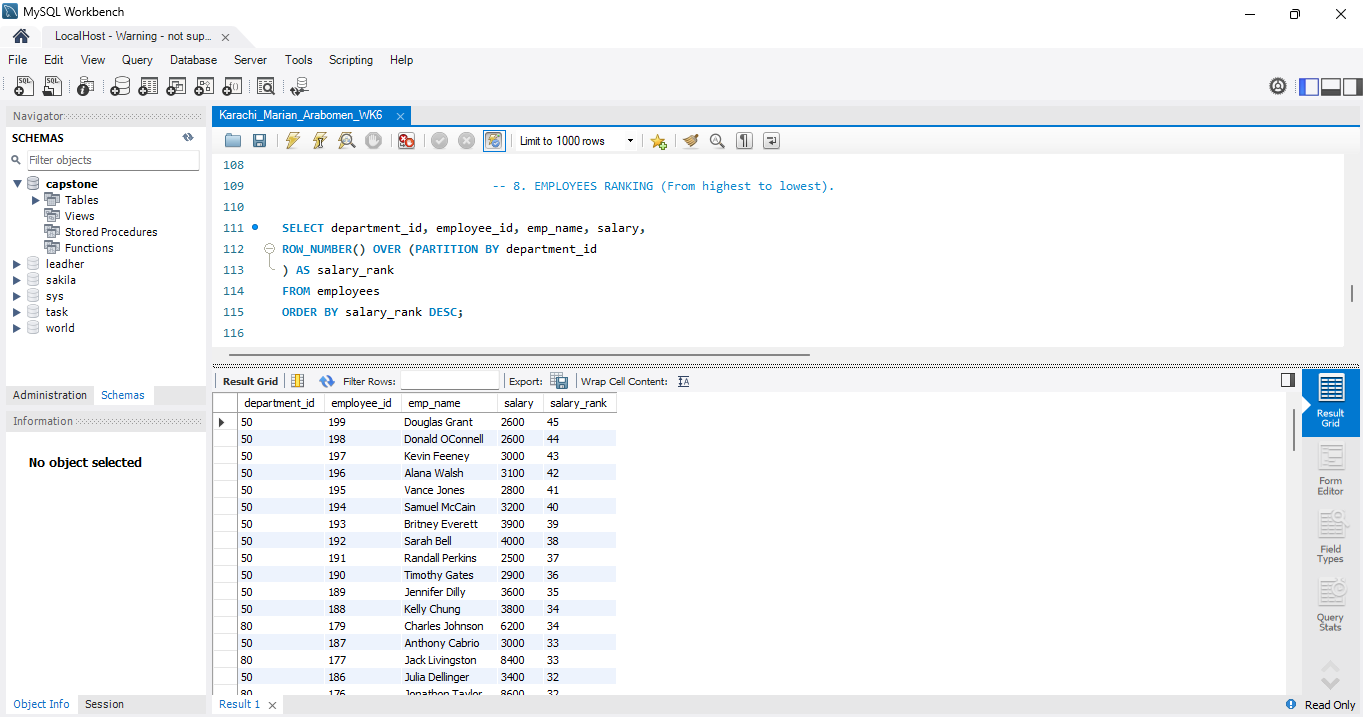 MySQL Workbench
LocalHost - Warning - not sup...
File Edit View Query Database Server Tools Scripting Help
Navigator
SCHEMAS
Filter objects
capstone
Tables
Views
Stored Procedures
Functions
leadher
sakila
sys
task
world
Administration Schemas
Information
No object selected
Object Info Session
Karachi_Marian_Arabomen_WK6
Limit to 1000 rows
108
109 -- 8. EMPLOYEES RANKING (From highest to lowest).
110
111 SELECT department_id, employee_id, emp_name, salary,
112 ROW_NUMBER() OVER (PARTITION BY department_id
113 ) AS salary_rank
114 FROM employees
115 ORDER BY salary_rank DESC;
116
Result Grid Filter Rows: Export: Wrap Cell Content:
department_id employee_id emp_name salary salary_rank
50 199 Douglas Grant 2600 45
50 198 Donald OConnell 2600 44
50 197 Kevin Feeney 3000 43
50 196 Alana Walsh 3100 42
50 195 Vance Jones 2800 41
50 194 Samuel McCain 3200 40
50 193 Britney Everett 3900 39
50 192 Sarah Bell 4000 38
50 191 Randall Perkins 2500 37
50 190 Timothy Gates 2900 36
50 189 Jennifer Dilly 3600 35
50 188 Kelly Chung 3800 34
80 179 Charles Johnson 6200 34
50 187 Anthony Cabrio 3000 33
80 177 Jack Livingston 8400 33
50 186 Julia Dellinger 3400 32
80 176 Jonathon Taylor 8600 32
Result 1
Result
Grid
Form
Editor
Field
Types
Query
Stats
Read Only